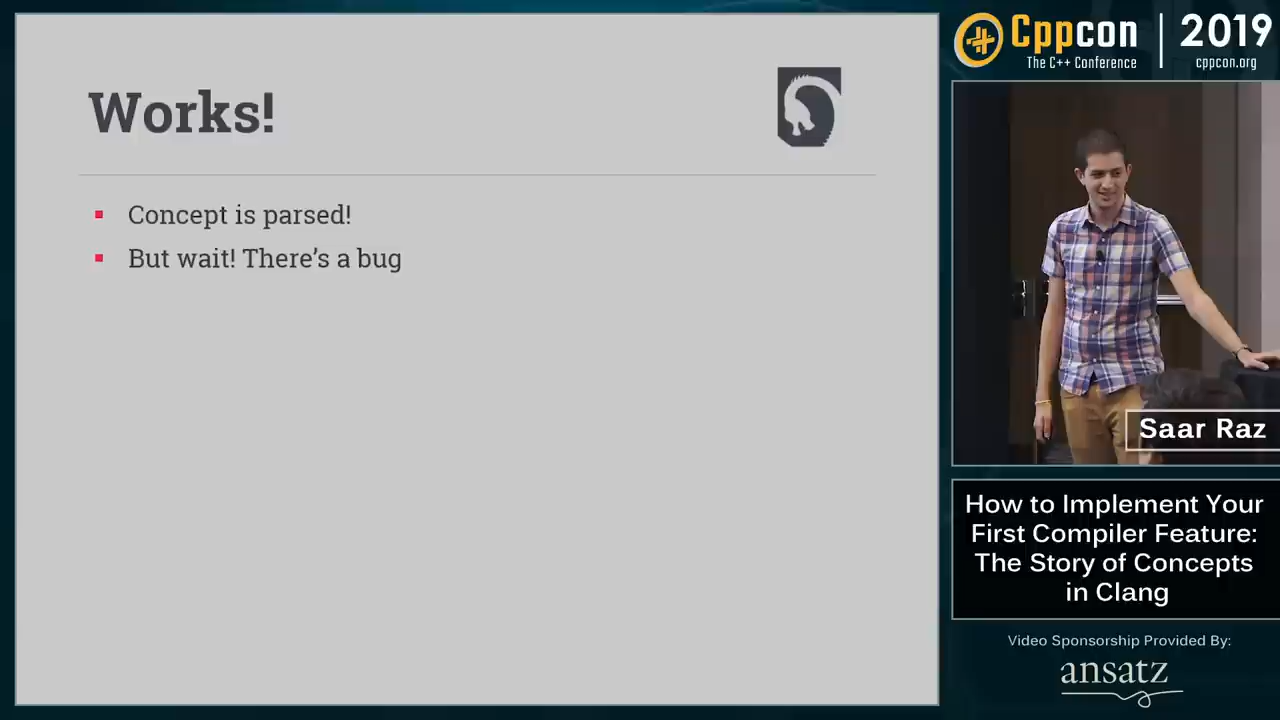 Works!
Concept is parsed!
But wait! There's a bug
Cppcon | 2019
The C++ Conference cppcon.org
Saar Raz
How to Implement Your
First Compiler Feature:
The Story of Concepts
in Clang
Video Sponsorship Provided By:
ansatz